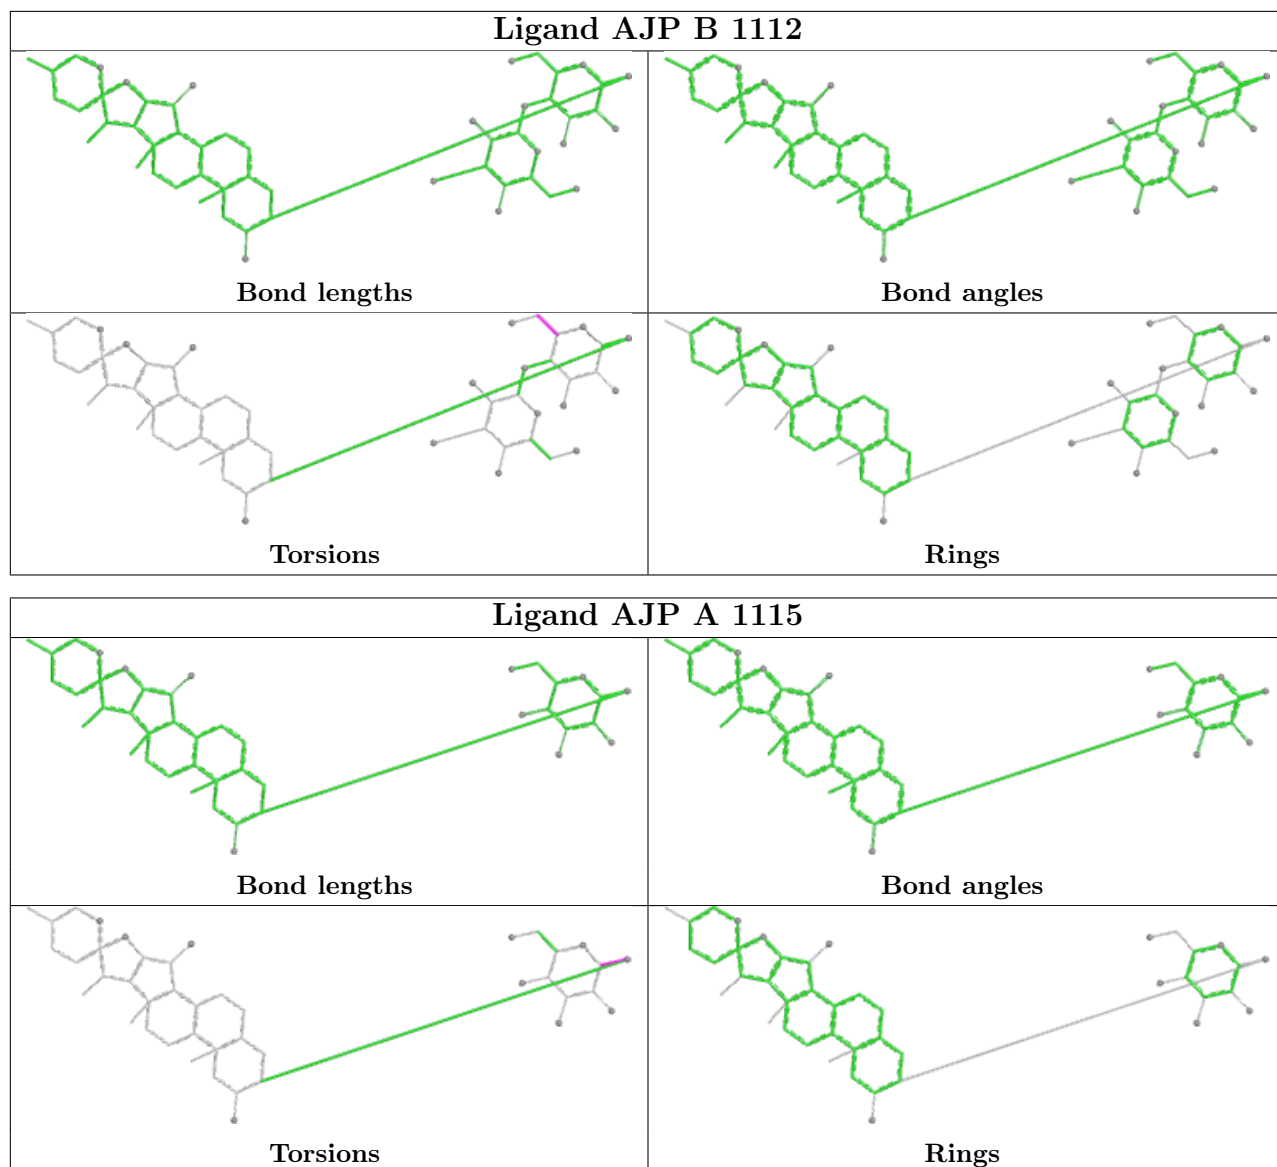 Ligand AJP B 1112
Bond lengths
Bond angles
Torsions
Rings
Ligand AJP A 1115
Bond lengths
Bond angles
Torsions
Rings